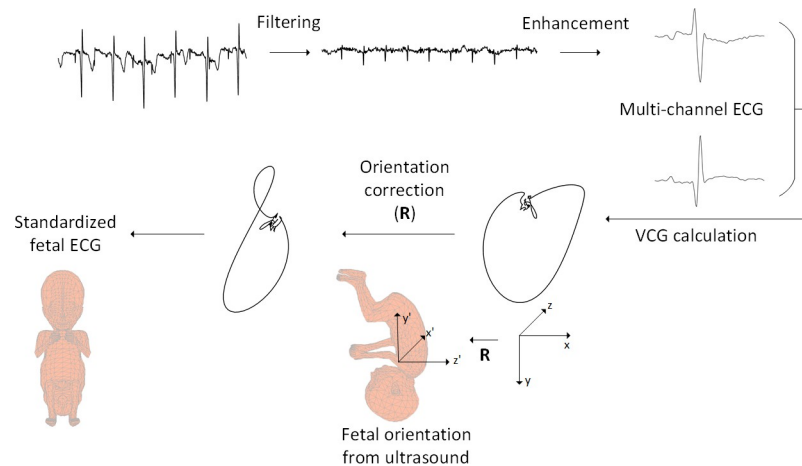 Filtering
Enhancement
Multi-channel ECG
VCG calculation
Orientation
correction
(R)
Standardized
fetal ECG
y'
x'
z'
R
z
x
y
Fetal orientation
from ultrasound